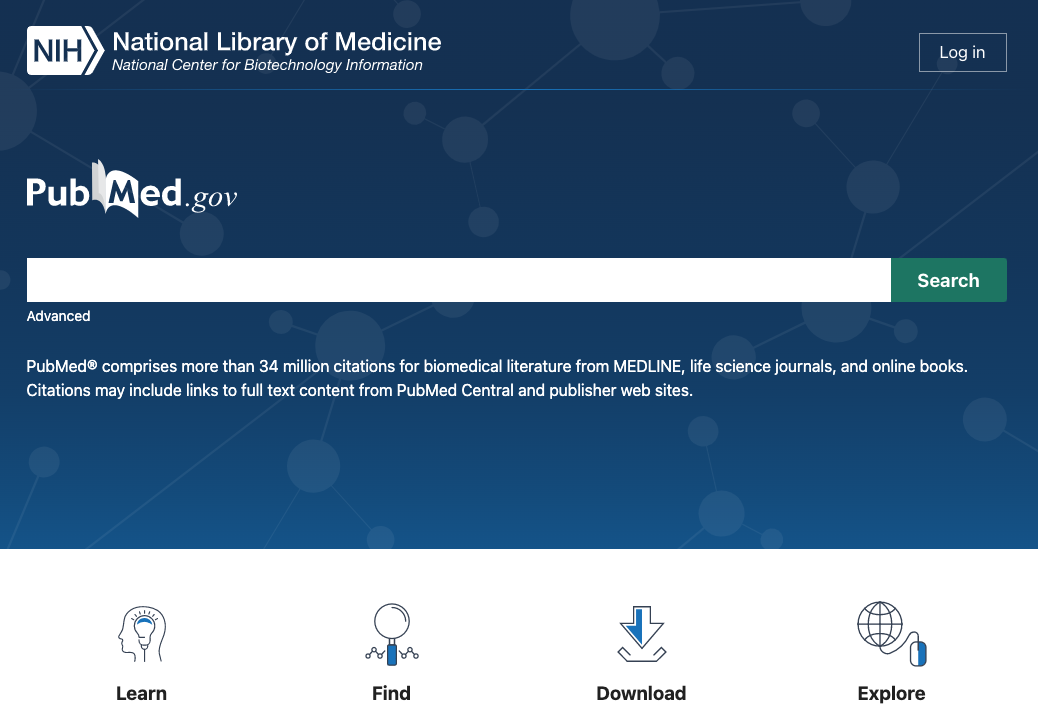 NIH National Library of Medicine
National Center for Biotechnology Information
Log in
PubMed.gov
Search
Advanced
PubMed® comprises more than 34 million citations for biomedical literature from MEDLINE, life science journals, and online books.
Citations may include links to full text content from PubMed Central and publisher web sites.
Learn
Find
Download
Explore